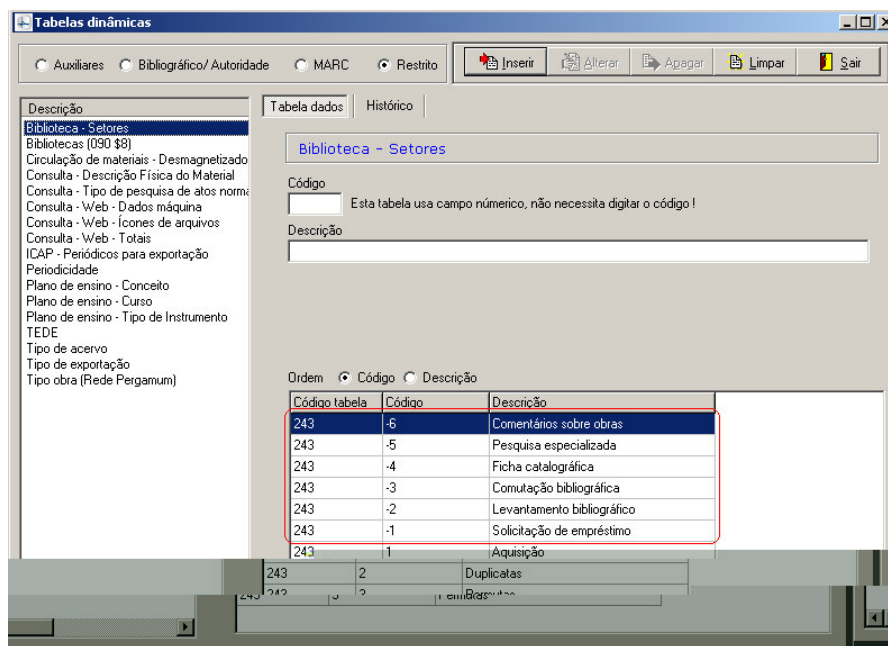 Tabelas dinâmicas
Auxiliares Bibliográfico/Autoridade MARC Restrito Inserir Alterar Apagar Limpar Sair
Descrição
Biblioteca - Setores
Bibliotecas (090 $8)
Circulação de materiais - Desmagnetizado
Consulta - Descrição Física do Material
Consulta - Tipo de pesquisa de atos norma
Consulta - Web - Dados máquina
Consulta - Web - Ícones de arquivos
Consulta - Web - Totais
ICAP - Periódicos para exportação
Periodicidade
Plano de ensino - Conceito
Plano de ensino - Curso
Plano de ensino - Tipo de Instrumento
TEDE
Tipo de acervo
Tipo de exportação
Tipo obra (Rede Pergamum)
Tabela dados Histórico
Biblioteca - Setores
Código
Esta tabela usa campo númerico, não necessita digitar o código !
Descrição
Ordem Código Descrição
Código tabela Código Descrição
243 -6 Comentários sobre obras
243 -5 Pesquisa especializada
243 -4 Ficha catalográfica
243 -3 Comutação bibliográfica
243 -2 Levantamento bibliográfico
243 -1 Solicitação de empréstimo
243 1 Aquisição
243 2 Duplicatas